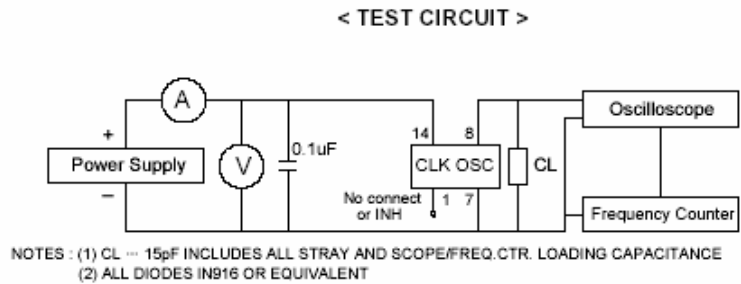 < TEST CIRCUIT >
A
+
Power Supply
–
V
0.1uF
14 8
CLK OSC
No connect
or INH
1 7
CL
Oscilloscope
Frequency Counter
NOTES : (1) CL ··· 15pF INCLUDES ALL STRAY AND SCOPE/FREQ.CTR. LOADING CAPACITANCE
(2) ALL DIODES IN916 OR EQUIVALENT